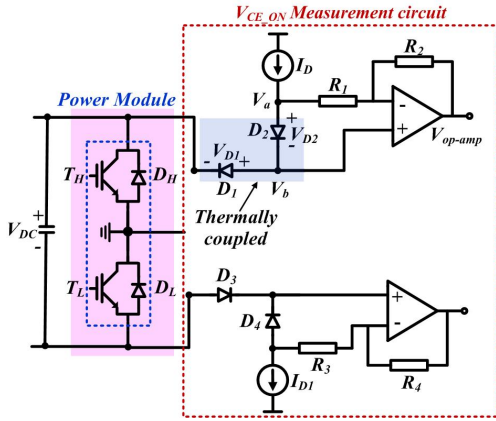 V_CE_ON Measurement circuit
I_D
R_2
R_1
V_a
-
+
V_op-amp
Power Module
+
D_2
V_D2
-
- V_D1 +
D_1
V_b
Thermally
coupled
T_H
D_H
+
V_DC
-
T_L
D_L
D_3
D_4
+
-
R_3
R_4
I_D1